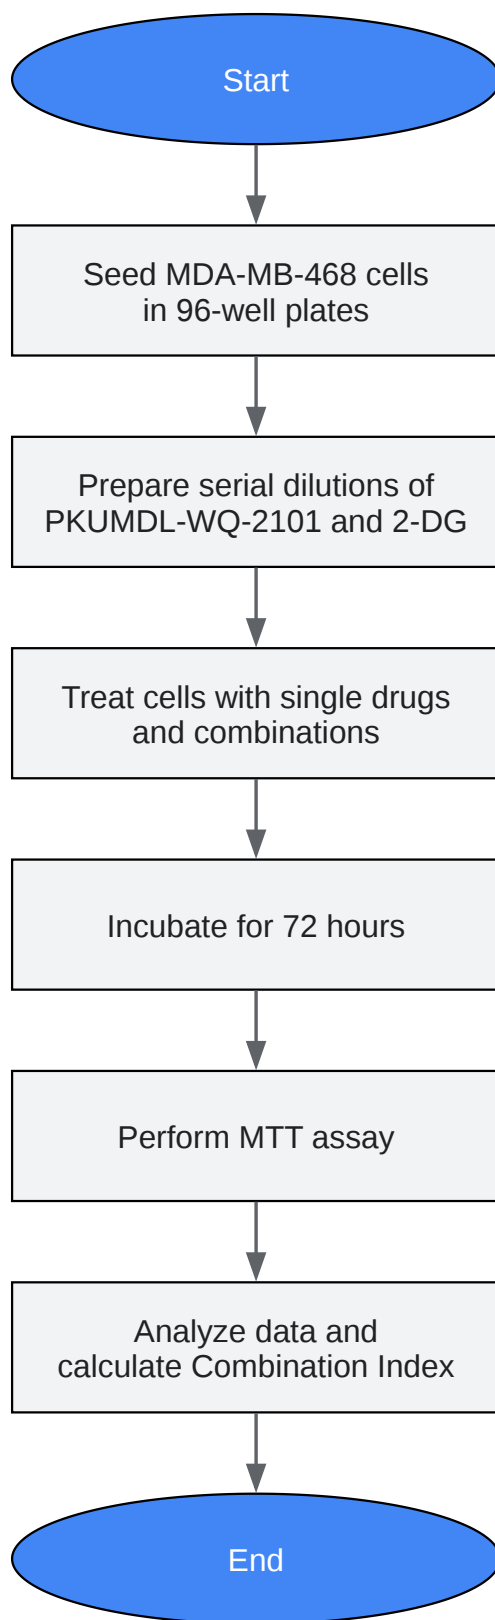 Start
Seed MDA-MB-468 cells
in 96-well plates
Prepare serial dilutions of
PKUMDL-WQ-2101 and 2-DG
Treat cells with single drugs
and combinations
Incubate for 72 hours
Perform MTT assay
Analyze data and
calculate Combination Index
End